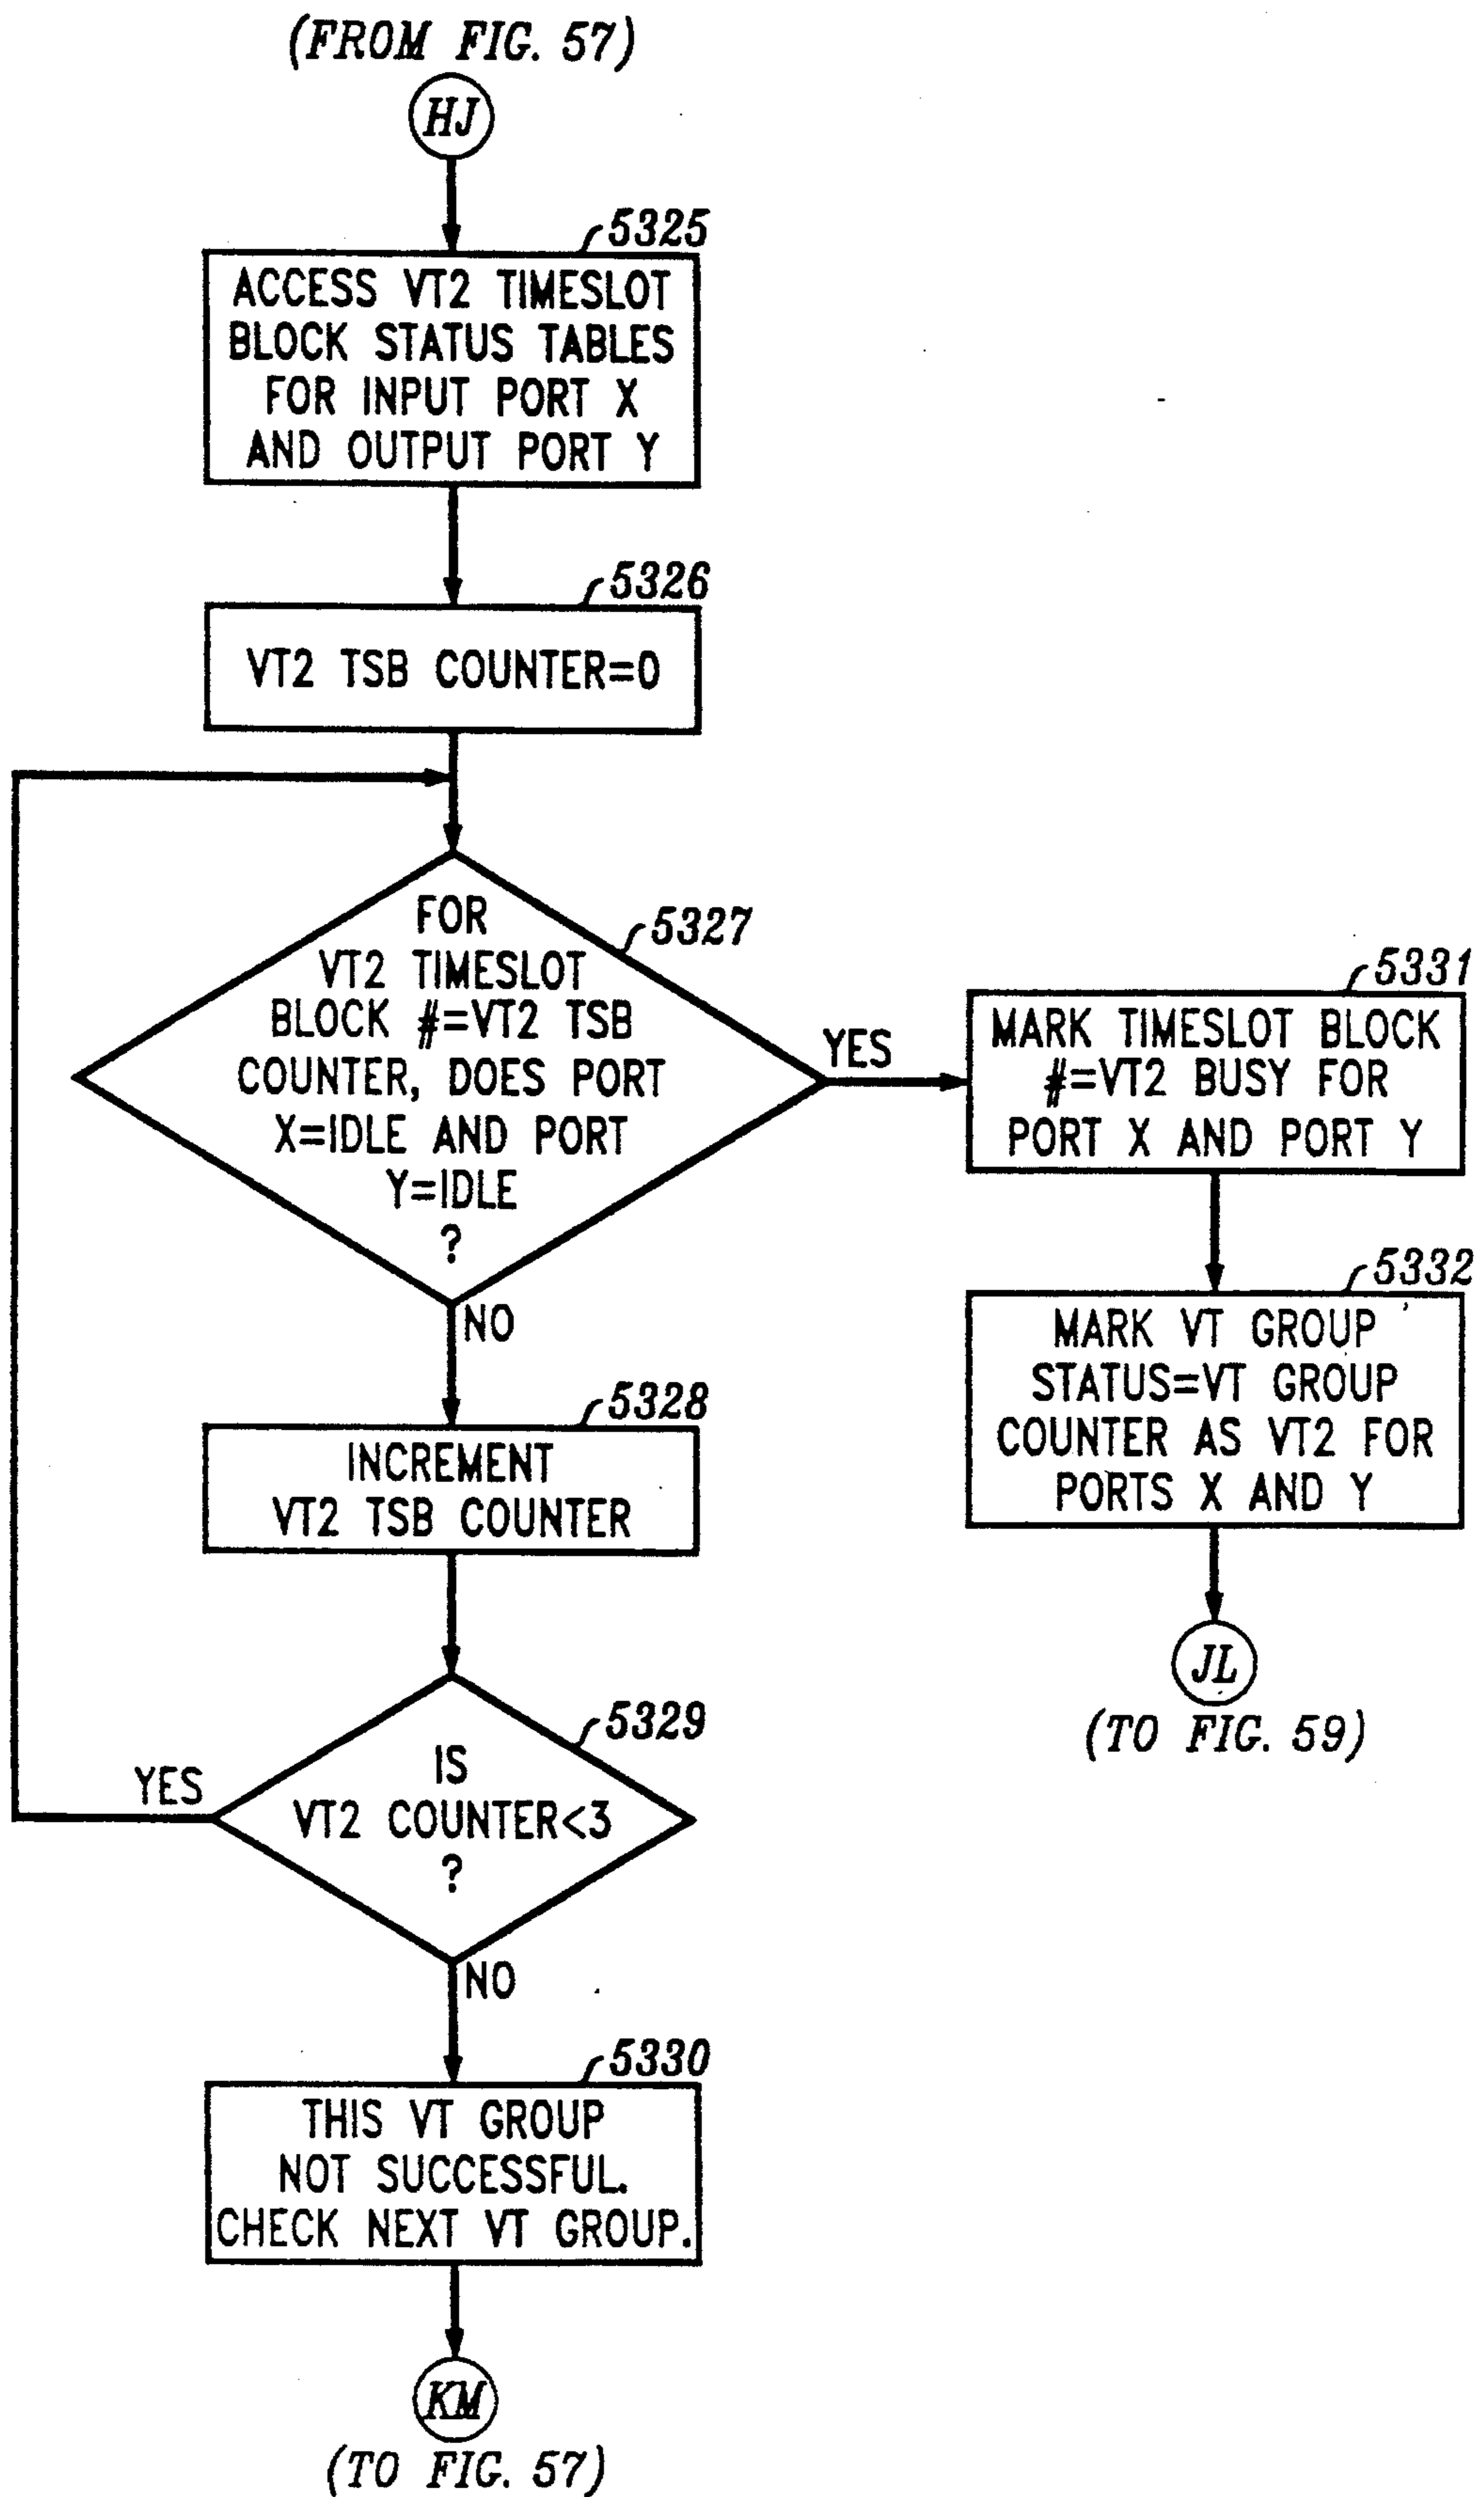 (FROM FIG. 57)
HJ
5325
ACCESS VT2 TIMESLOT
BLOCK STATUS TABLES
FOR INPUT PORT X
AND OUTPUT PORT Y
5326
VT2 TSB COUNTER=0
5327
FOR
VT2 TIMESLOT
BLOCK #=VT2 TSB
COUNTER, DOES PORT
X=IDLE AND PORT
Y=IDLE
?
YES
NO
5331
MARK TIMESLOT BLOCK
#=VT2 BUSY FOR
PORT X AND PORT Y
5332
MARK VT GROUP
STATUS=VT GROUP
COUNTER AS VT2 FOR
PORTS X AND Y
JL
(TO FIG. 59)
5328
INCREMENT
VT2 TSB COUNTER
5329
IS
VT2 COUNTER<3
?
YES
NO
5330
THIS VT GROUP
NOT SUCCESSFUL.
CHECK NEXT VT GROUP.
KM
(TO FIG. 57)